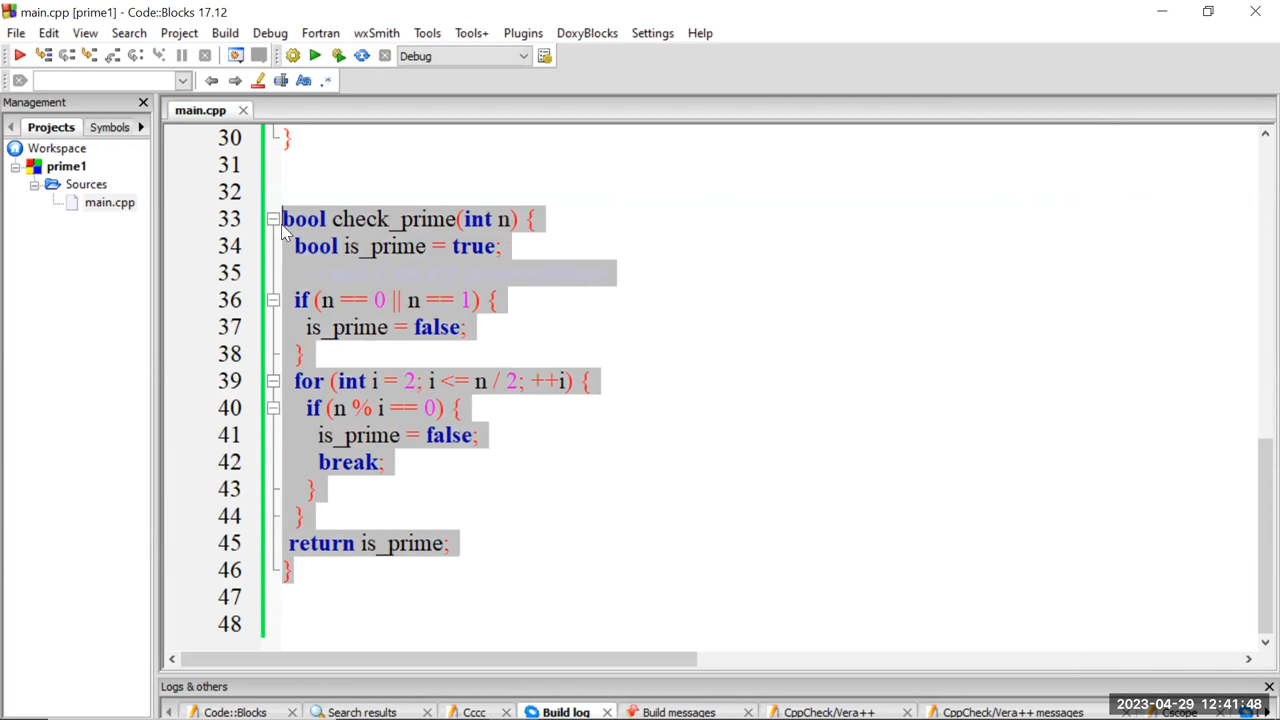 main.cpp [prime1] - Code::Blocks 17.12
File Edit View Search Project Build Debug Fortran wxSmith Tools Tools+ Plugins DoxyBlocks Settings Help
Debug
Management
main.cpp
Projects Symbols
Workspace
prime1
Sources
main.cpp
30 }
31
32
33 bool check_prime(int n) {
34 bool is_prime = true;
35
36 if (n == 0 || n == 1) {
37 is_prime = false;
38 }
39 for (int i = 2; i <= n / 2; ++i) {
40 if (n % i == 0) {
41 is_prime = false;
42 break;
43 }
44 }
45 return is_prime;
46 }
47
48
Logs & others
Code::Blocks Search results Cccc Build log Build messages CppCheck/Vera++ CppCheck/Vera++ messages Cscope
2023-04-29 12:41:48